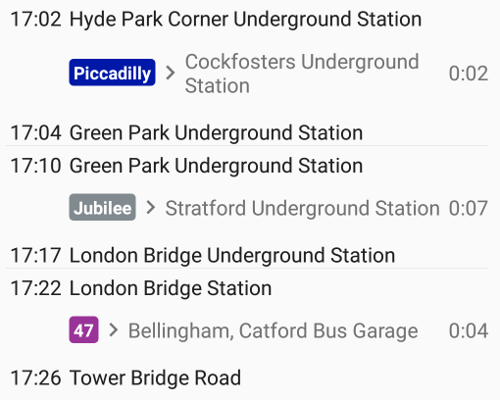 17:02 Hyde Park Corner Underground Station
Piccadilly > Cockfosters Underground
Station 0:02
17:04 Green Park Underground Station
17:10 Green Park Underground Station
Jubilee > Stratford Underground Station 0:07
17:17 London Bridge Underground Station
17:22 London Bridge Station
47 > Bellingham, Catford Bus Garage 0:04
17:26 Tower Bridge Road